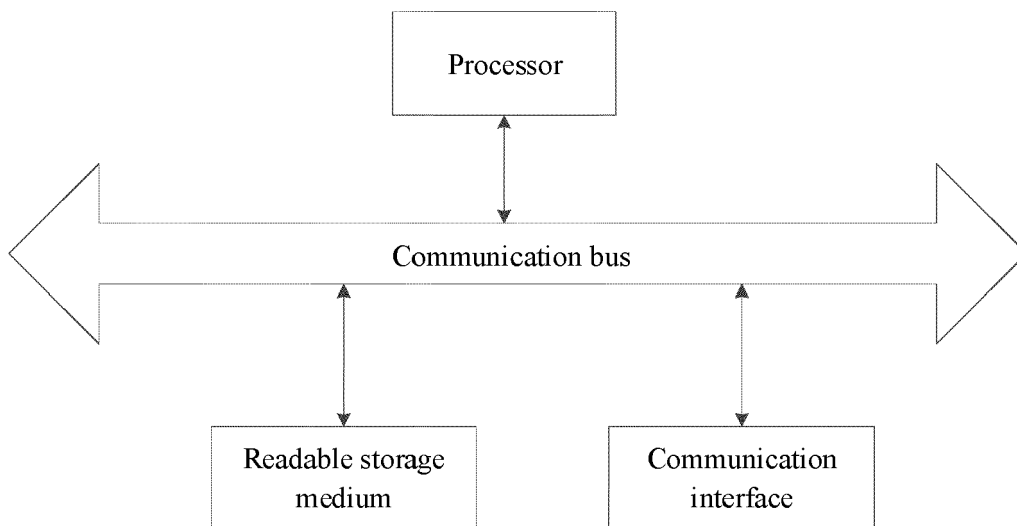 Processor
Communication bus
Readable storage
medium
Communication
interface